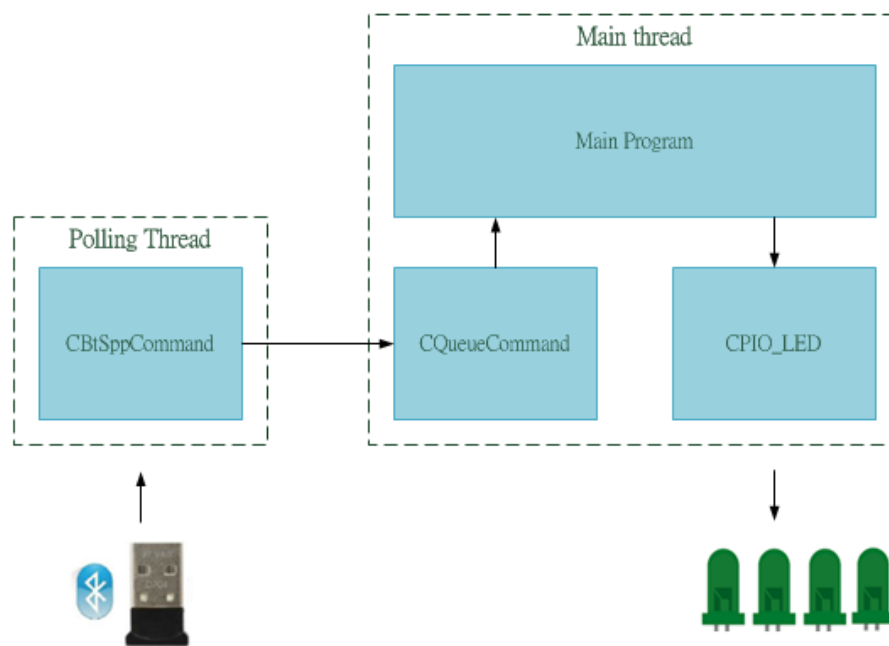 Main thread
Main Program
Polling Thread
CBtSppCommand
CQueueCommand
CPIO_LED